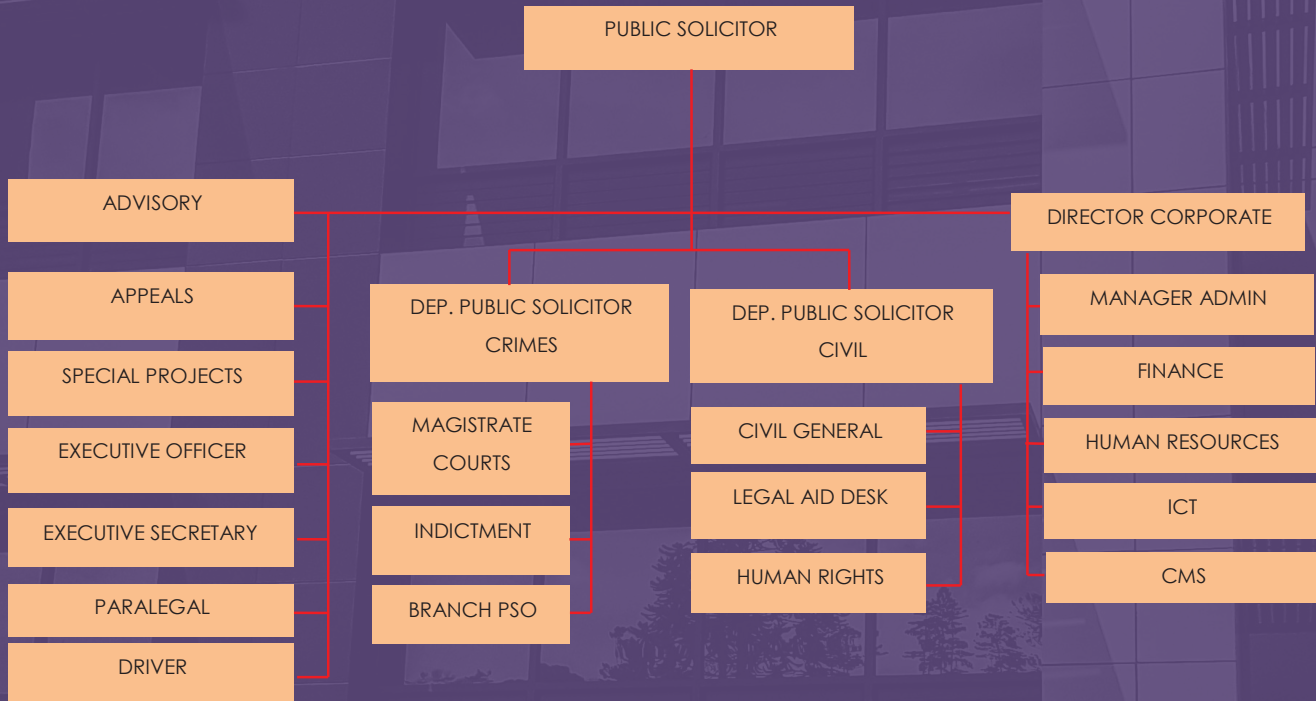 PUBLIC SOLICITOR
ADVISORY
APPEALS
SPECIAL PROJECTS
EXECUTIVE OFFICER
EXECUTIVE SECRETARY
PARALEGAL
DRIVER
DEP. PUBLIC SOLICITOR
CRIMES
MAGISTRATE
COURTS
INDICTMENT
BRANCH PSO
DEP. PUBLIC SOLICITOR
CIVIL
CIVIL GENERAL
LEGAL AID DESK
HUMAN RIGHTS
DIRECTOR CORPORATE
MANAGER ADMIN
FINANCE
HUMAN RESOURCES
ICT
CMS